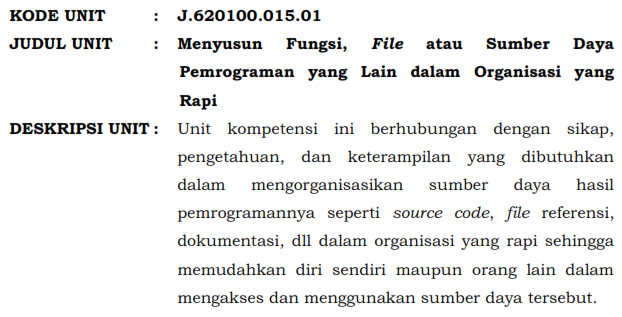 KODE UNIT : J.620100.015.01
JUDUL UNIT : Menyusun Fungsi, File atau Sumber Daya
Pemrograman yang Lain dalam Organisasi yang
Rapi
DESKRIPSI UNIT : Unit kompetensi ini berhubungan dengan sikap,
pengetahuan, dan keterampilan yang dibutuhkan
dalam mengorganisasikan sumber daya hasil
pemrogramannya seperti source code, file referensi,
dokumentasi, dll dalam organisasi yang rapi sehingga
memudahkan diri sendiri maupun orang lain dalam
mengakses dan menggunakan sumber daya tersebut.